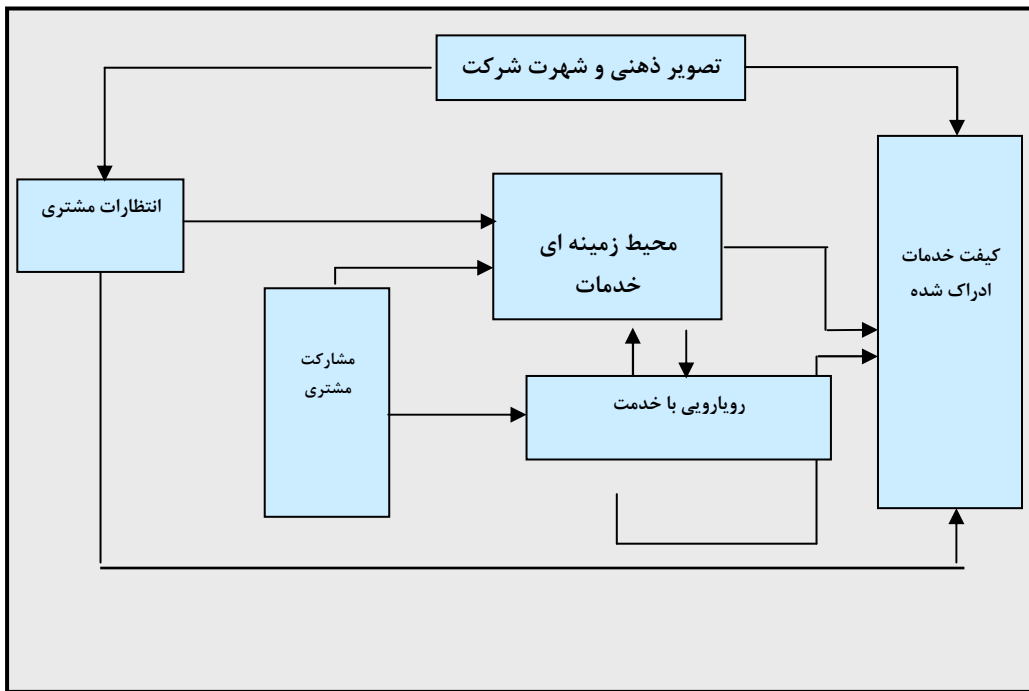 تصویر ذهنی و شهرت شرکت
انتظارات مشتری
محیط زمینه ای
خدمات
کیفت خدمات
ادراک شده
مشارکت
مشتری
رویارویی با خدمت